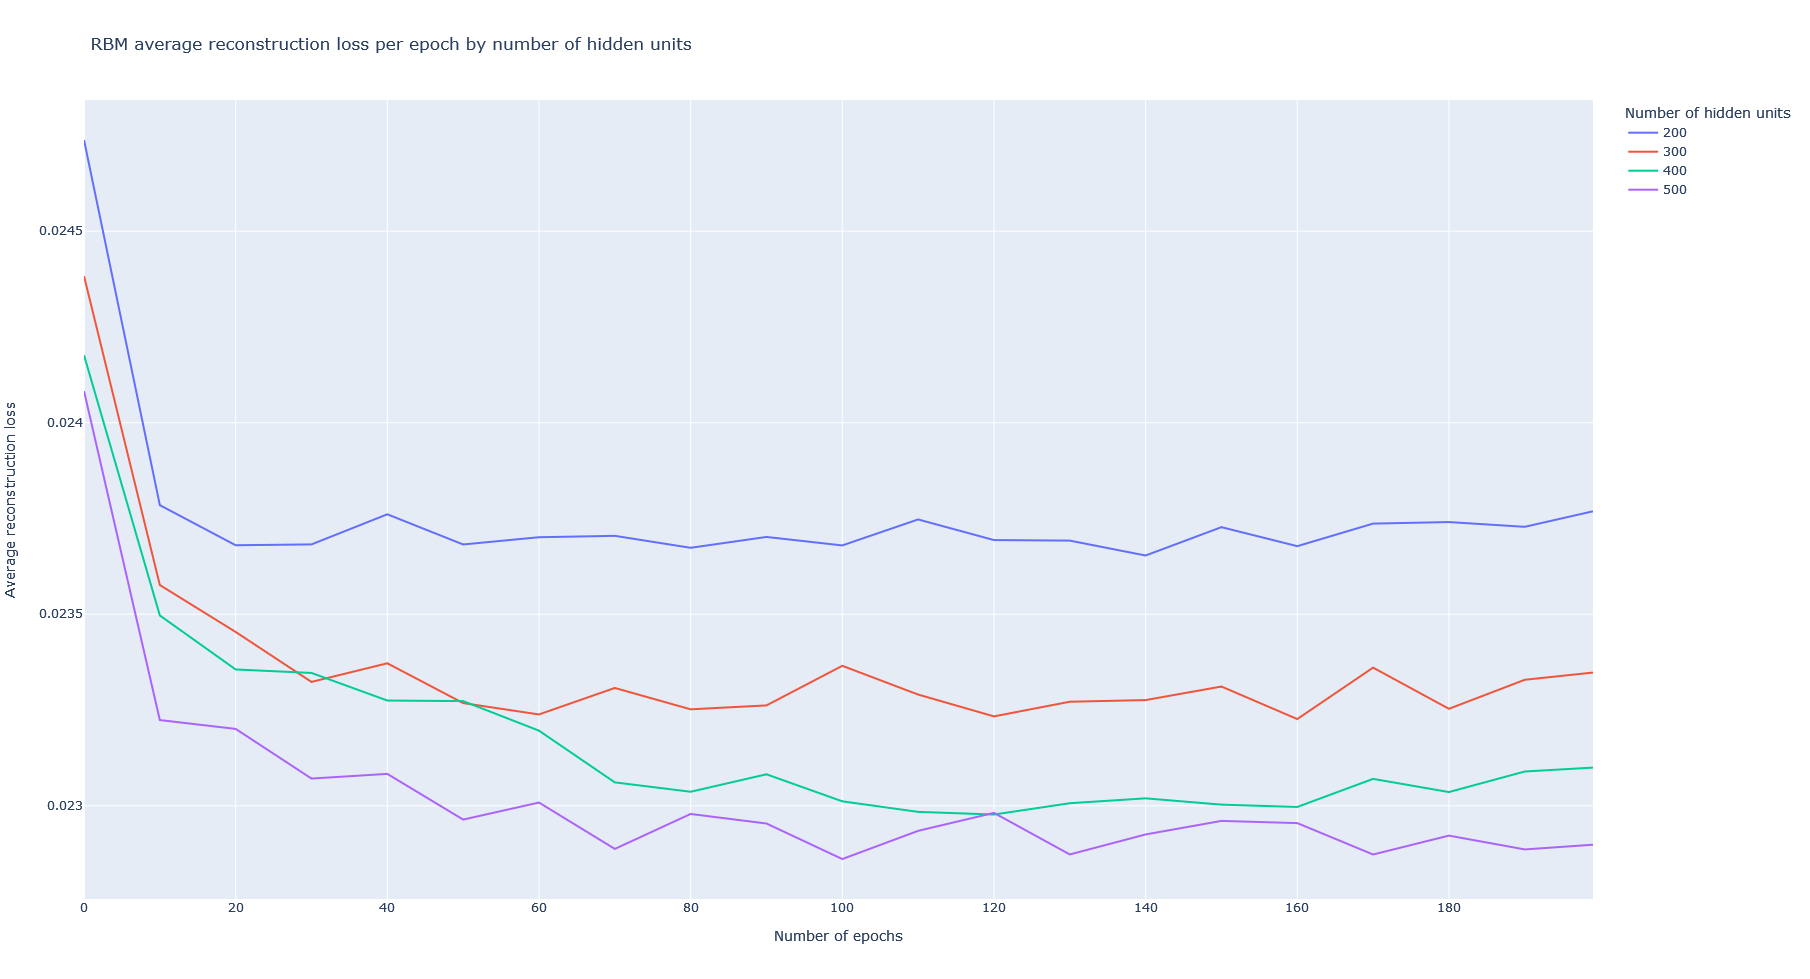 RBM average reconstruction loss per epoch by number of hidden units
Number of hidden units
200
300
400
500
Average reconstruction loss
0.0245
0.024
0.0235
0.023
0 20 40 60 80 100 120 140 160 180
Number of epochs